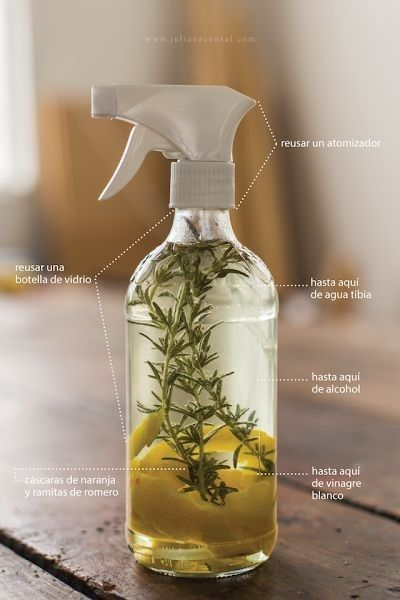 www.julianaconsal.com
reusar un atomizador
reusar una
botella de vidrio
hasta aquí
de agua tibia
hasta aquí
de alcohol
cáscaras de naranja
y ramitas de romero
hasta aquí
de vinagre
blanco